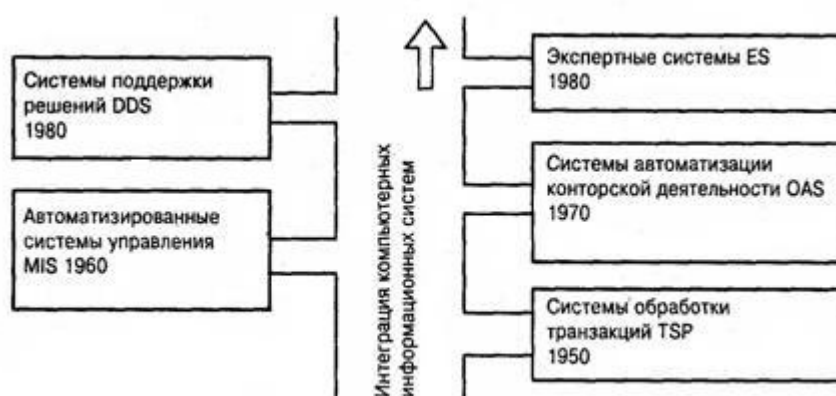 Системы поддержки
решений DDS
1980
Автоматизированные
системы управления
MIS 1960
Интеграция компьютерных
информационных систем
Экспертные системы ES
1980
Системы автоматизации
конторской деятельности OAS
1970
Системы обработки
транзакций TSP
1950